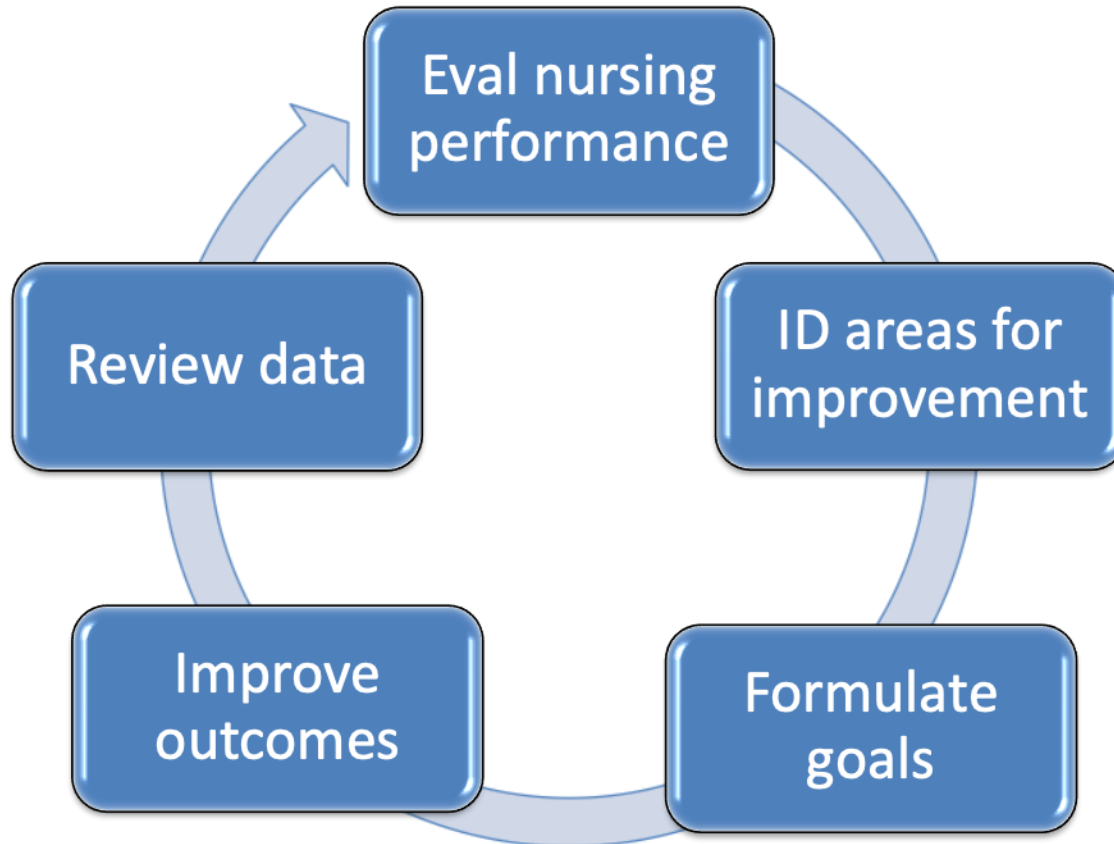 Eval nursing
performance
ID areas for
improvement
Formulate
goals
Improve
outcomes
Review data